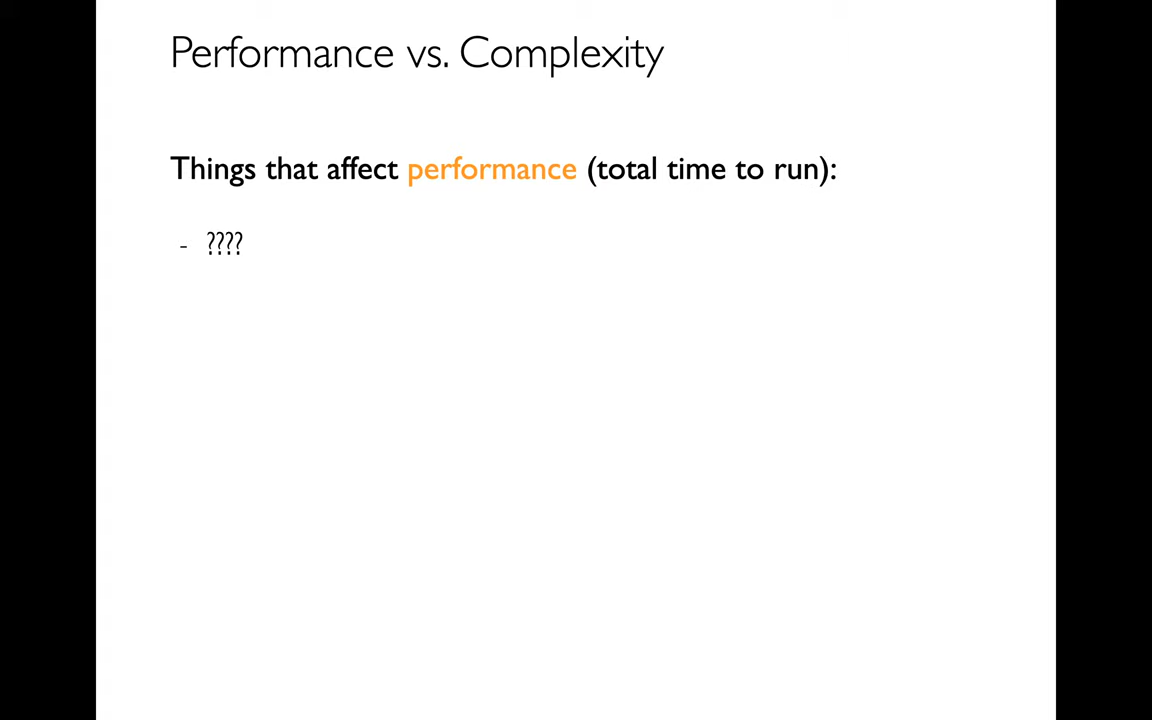 Performance vs. Complexity
Things that affect performance (total time to run):
- ????